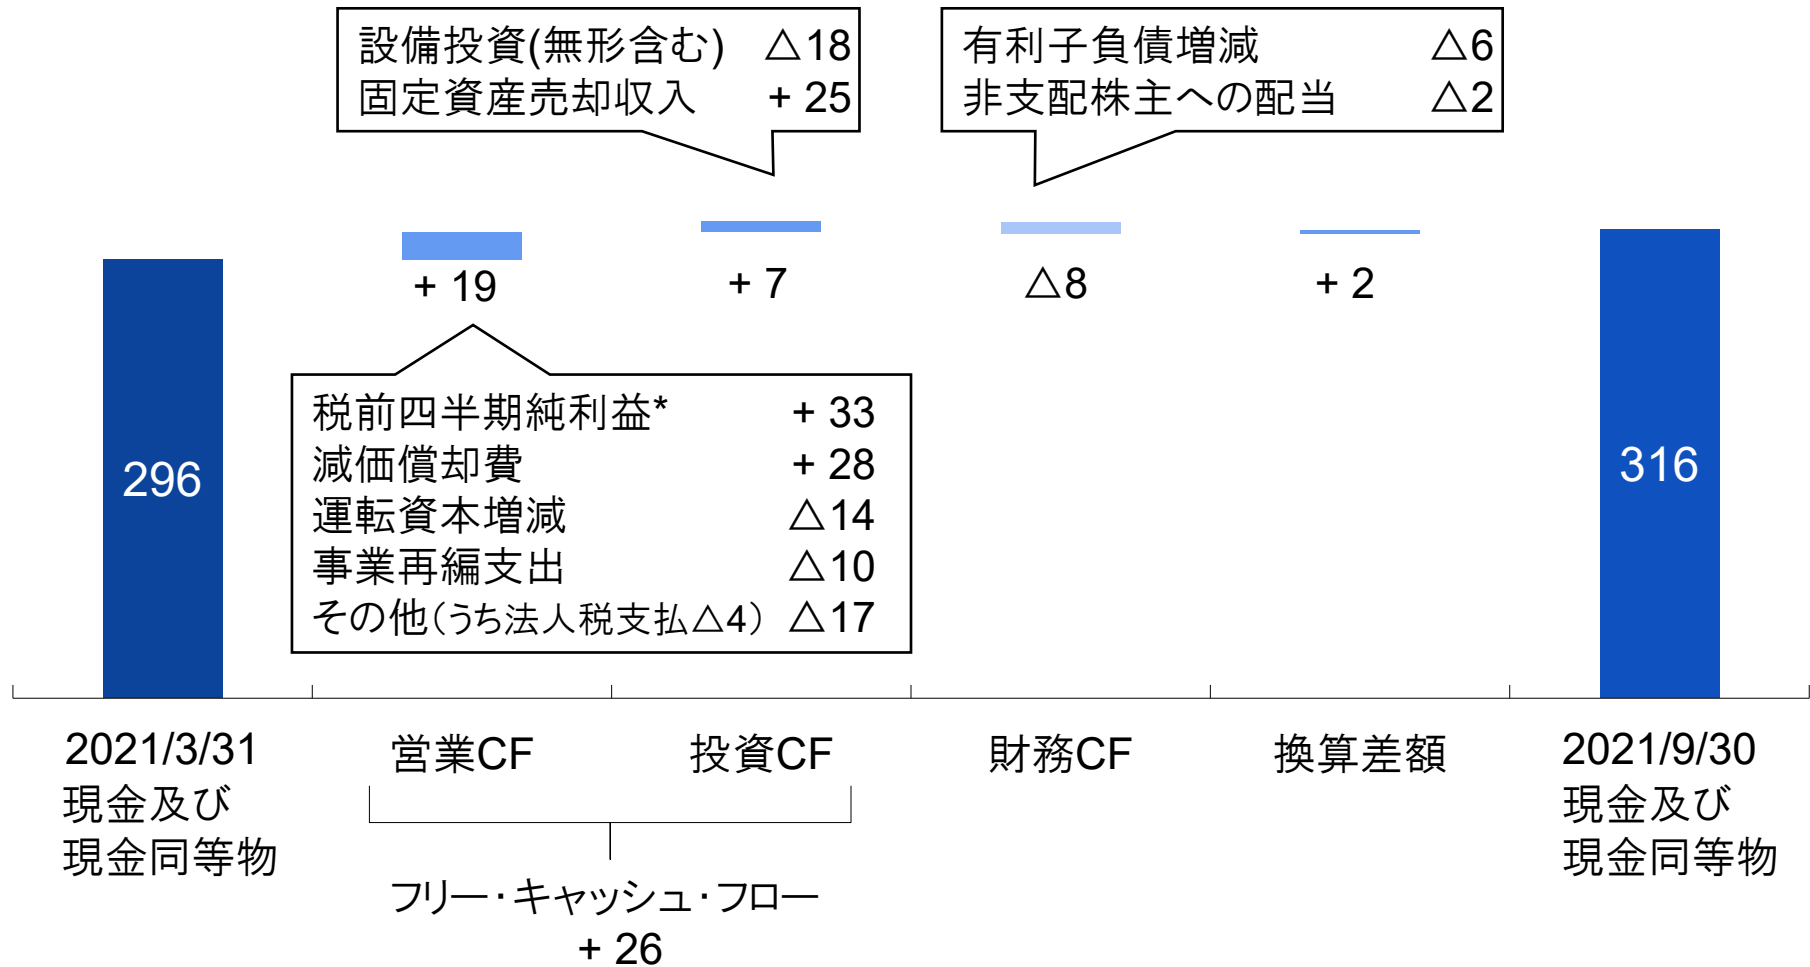 設備投資(無形含む) △18
固定資産売却収入 + 25
有利子負債増減 △6
非支配株主への配当 △2
+ 19
+ 7
△8
+ 2
税前四半期純利益* + 33
減価償却費 + 28
運転資本増減 △14
事業再編支出 △10
その他(うち法人税支払△4) △17
296
316
2021/3/31
現金及び
現金同等物
営業CF
投資CF
財務CF
換算差額
2021/9/30
現金及び
現金同等物
フリー・キャッシュ・フロー
+ 26